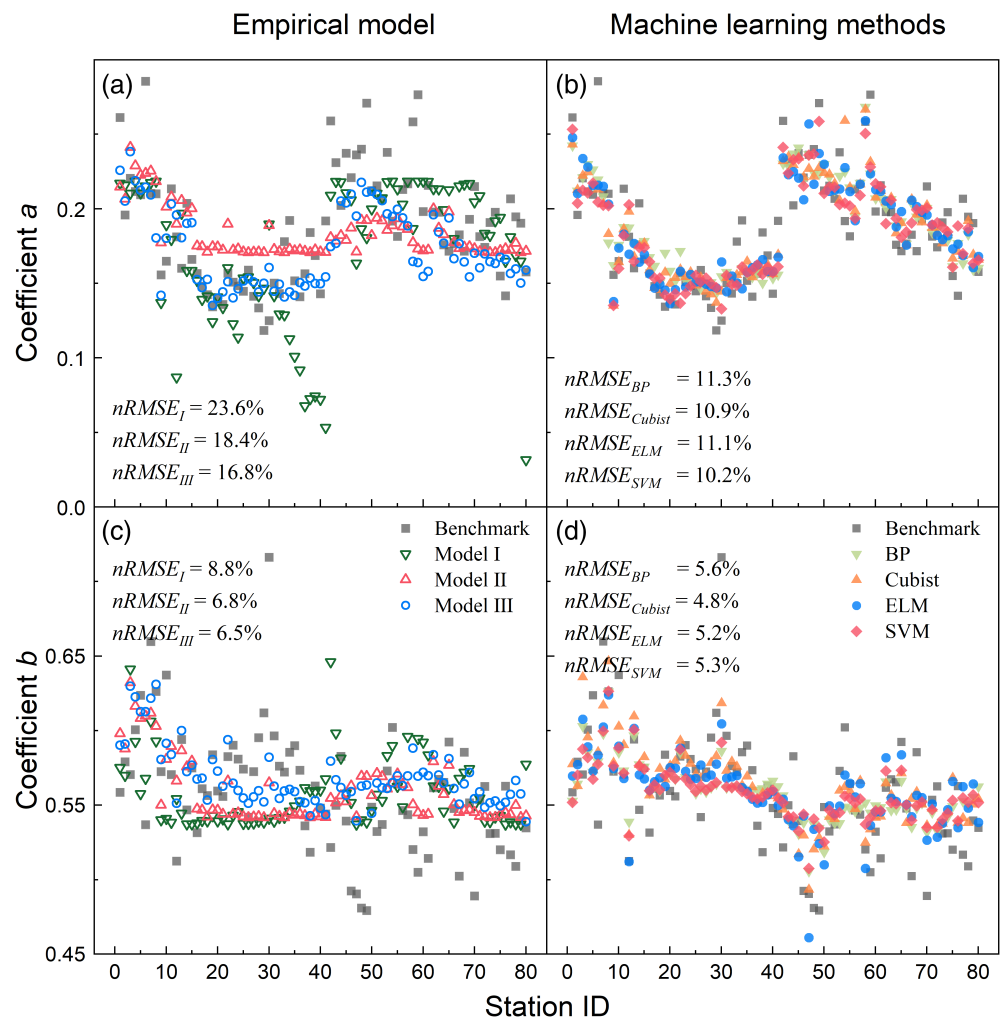 Empirical model
Machine learning methods
(a)
(b)
Coefficient a
0.2
0.1
0.0
nRMSE_I = 23.6%
nRMSE_II = 18.4%
nRMSE_III = 16.8%
nRMSE_BP = 11.3%
nRMSE_Cubist = 10.9%
nRMSE_ELM = 11.1%
nRMSE_SVM = 10.2%
(c)
(d)
Coefficient b
0.65
0.55
0.45
nRMSE_I = 8.8%
nRMSE_II = 6.8%
nRMSE_III = 6.5%
Benchmark
Model I
Model II
Model III
nRMSE_BP = 5.6%
nRMSE_Cubist = 4.8%
nRMSE_ELM = 5.2%
nRMSE_SVM = 5.3%
Benchmark
BP
Cubist
ELM
SVM
0 10 20 30 40 50 60 70 80
0 10 20 30 40 50 60 70 80
Station ID